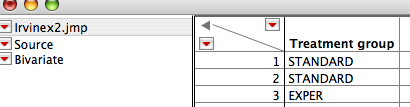 Irvinex2.jmp
Source
Bivariate
Treatment group
1 STANDARD
2 STANDARD
3 EXPER